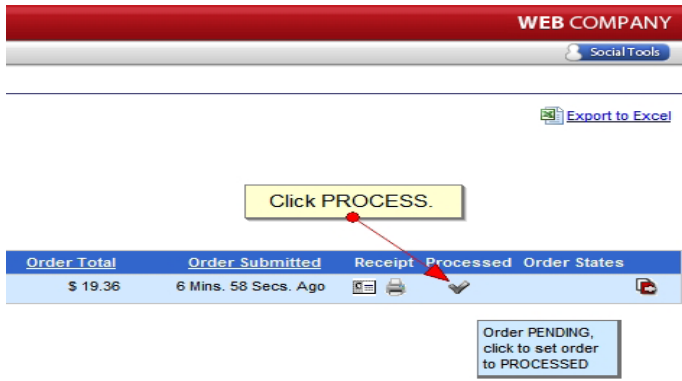 WEB COMPANY
Social Tools
Export to Excel
Click PROCESS.
Order Total Order Submitted Receipt Processed Order States
$ 19.36 6 Mins. 58 Secs. Ago
Order PENDING,
click to set order
to PROCESSED